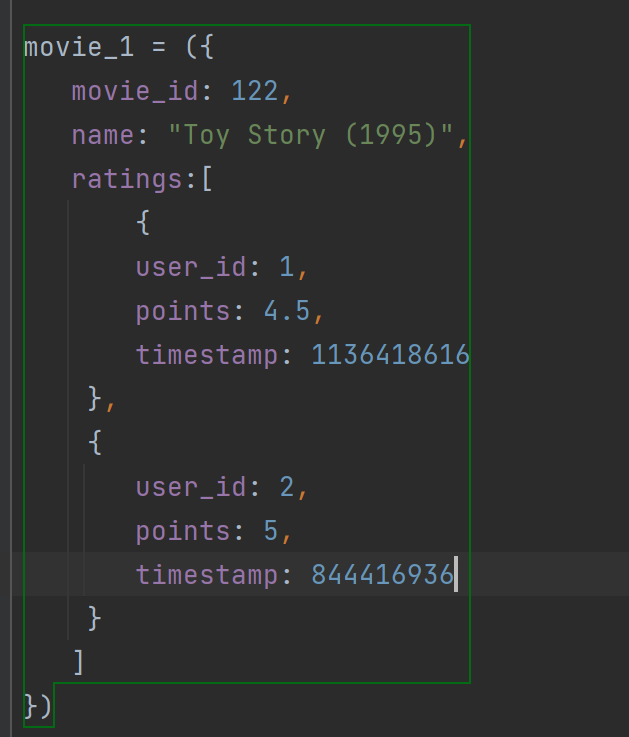 movie_1 = ({
movie_id: 122,
name: "Toy Story (1995)",
ratings:[
{
user_id: 1,
points: 4.5,
timestamp: 1136418616
},
{
user_id: 2,
points: 5,
timestamp: 844416936
}
]
})